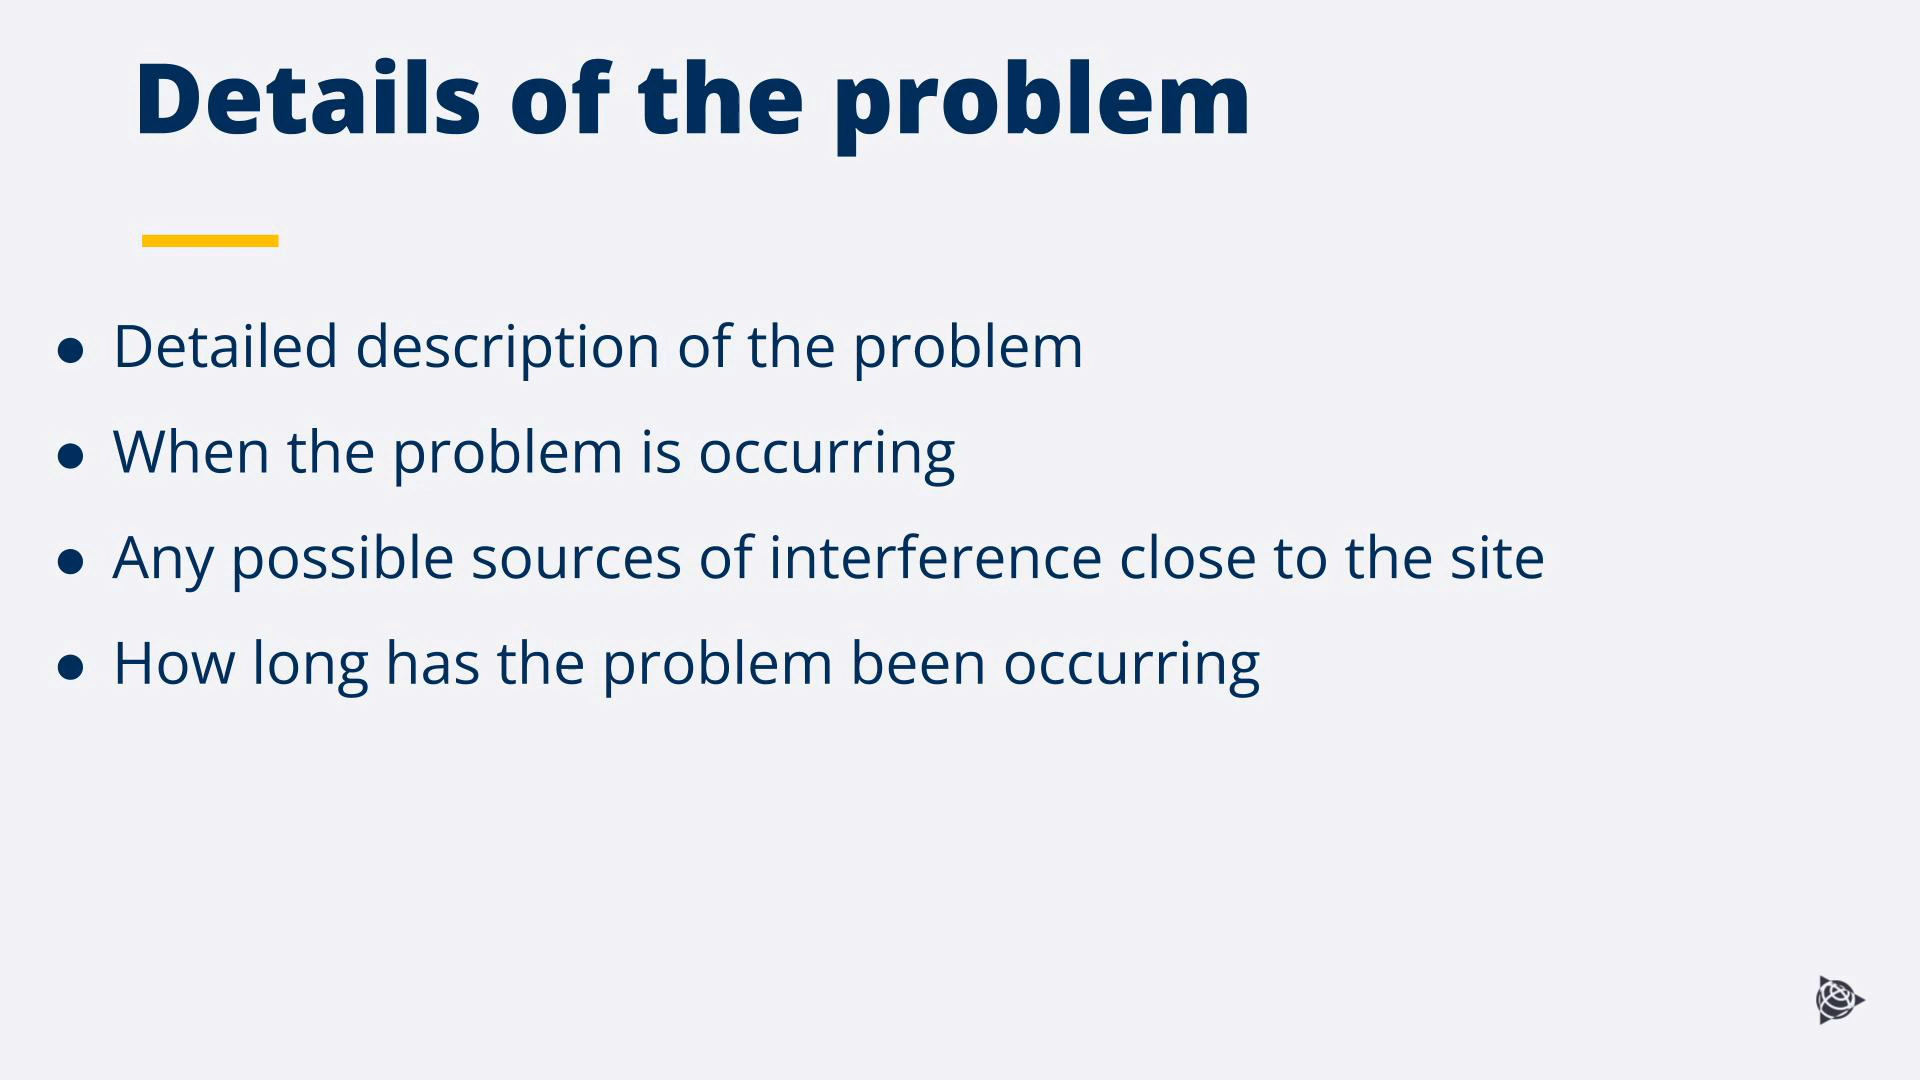 Details of the problem
● Detailed description of the problem
● When the problem is occurring
● Any possible sources of interference close to the site
● How long has the problem been occurring